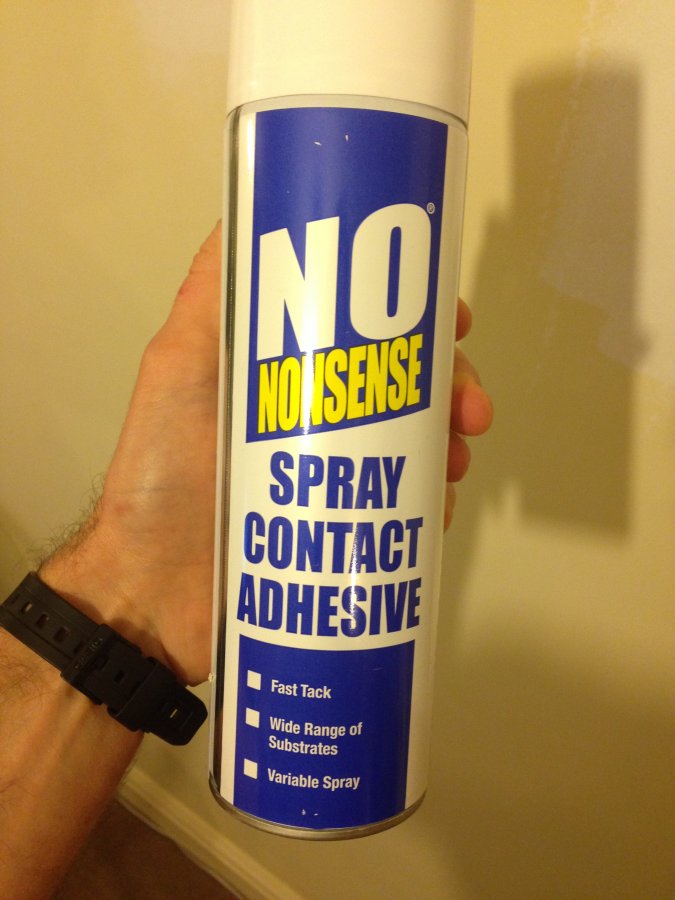 NO®
NONSENSE
SPRAY
CONTACT
ADHESIVE
Fast Tack
Wide Range of
Substrates
Variable Spray